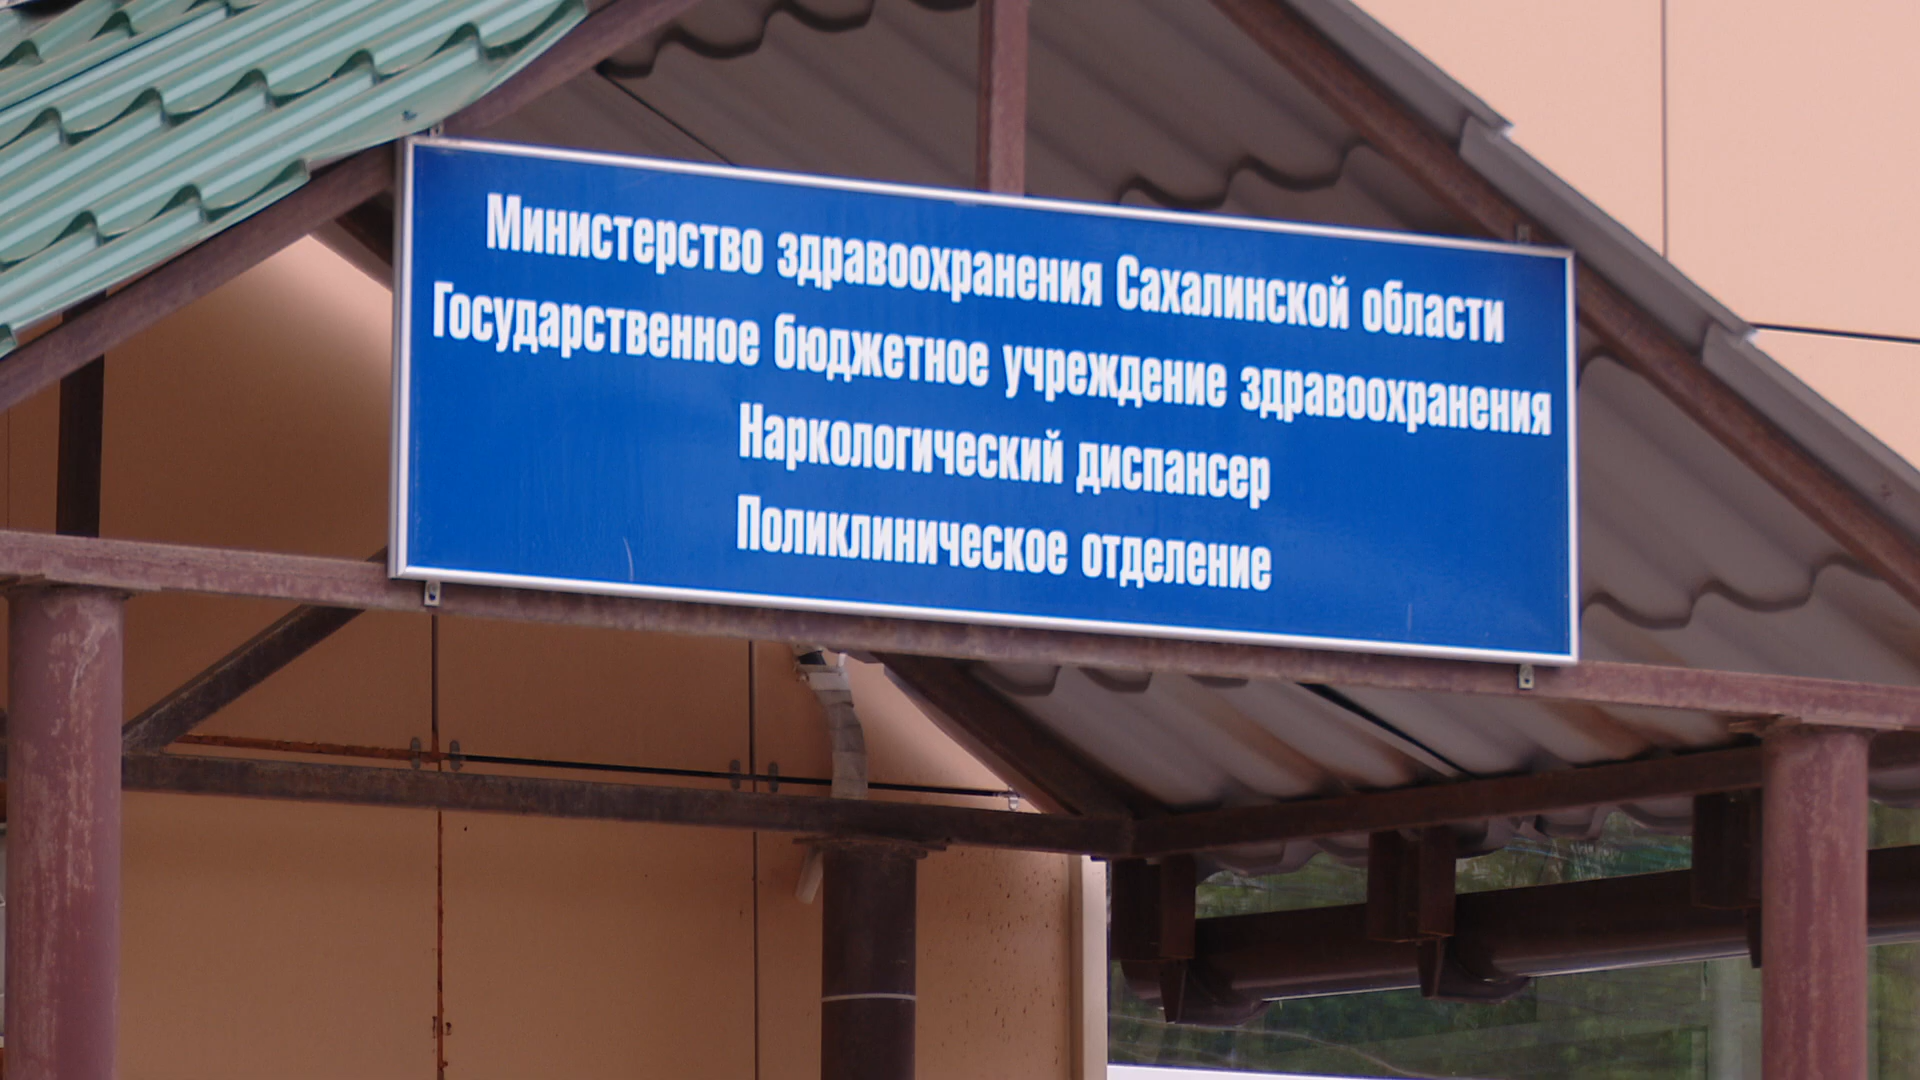 Министерство здравоохранения Сахалинской области
Государственное бюджетное учреждение здравоохранения
Наркологический диспансер
Поликлиническое отделение